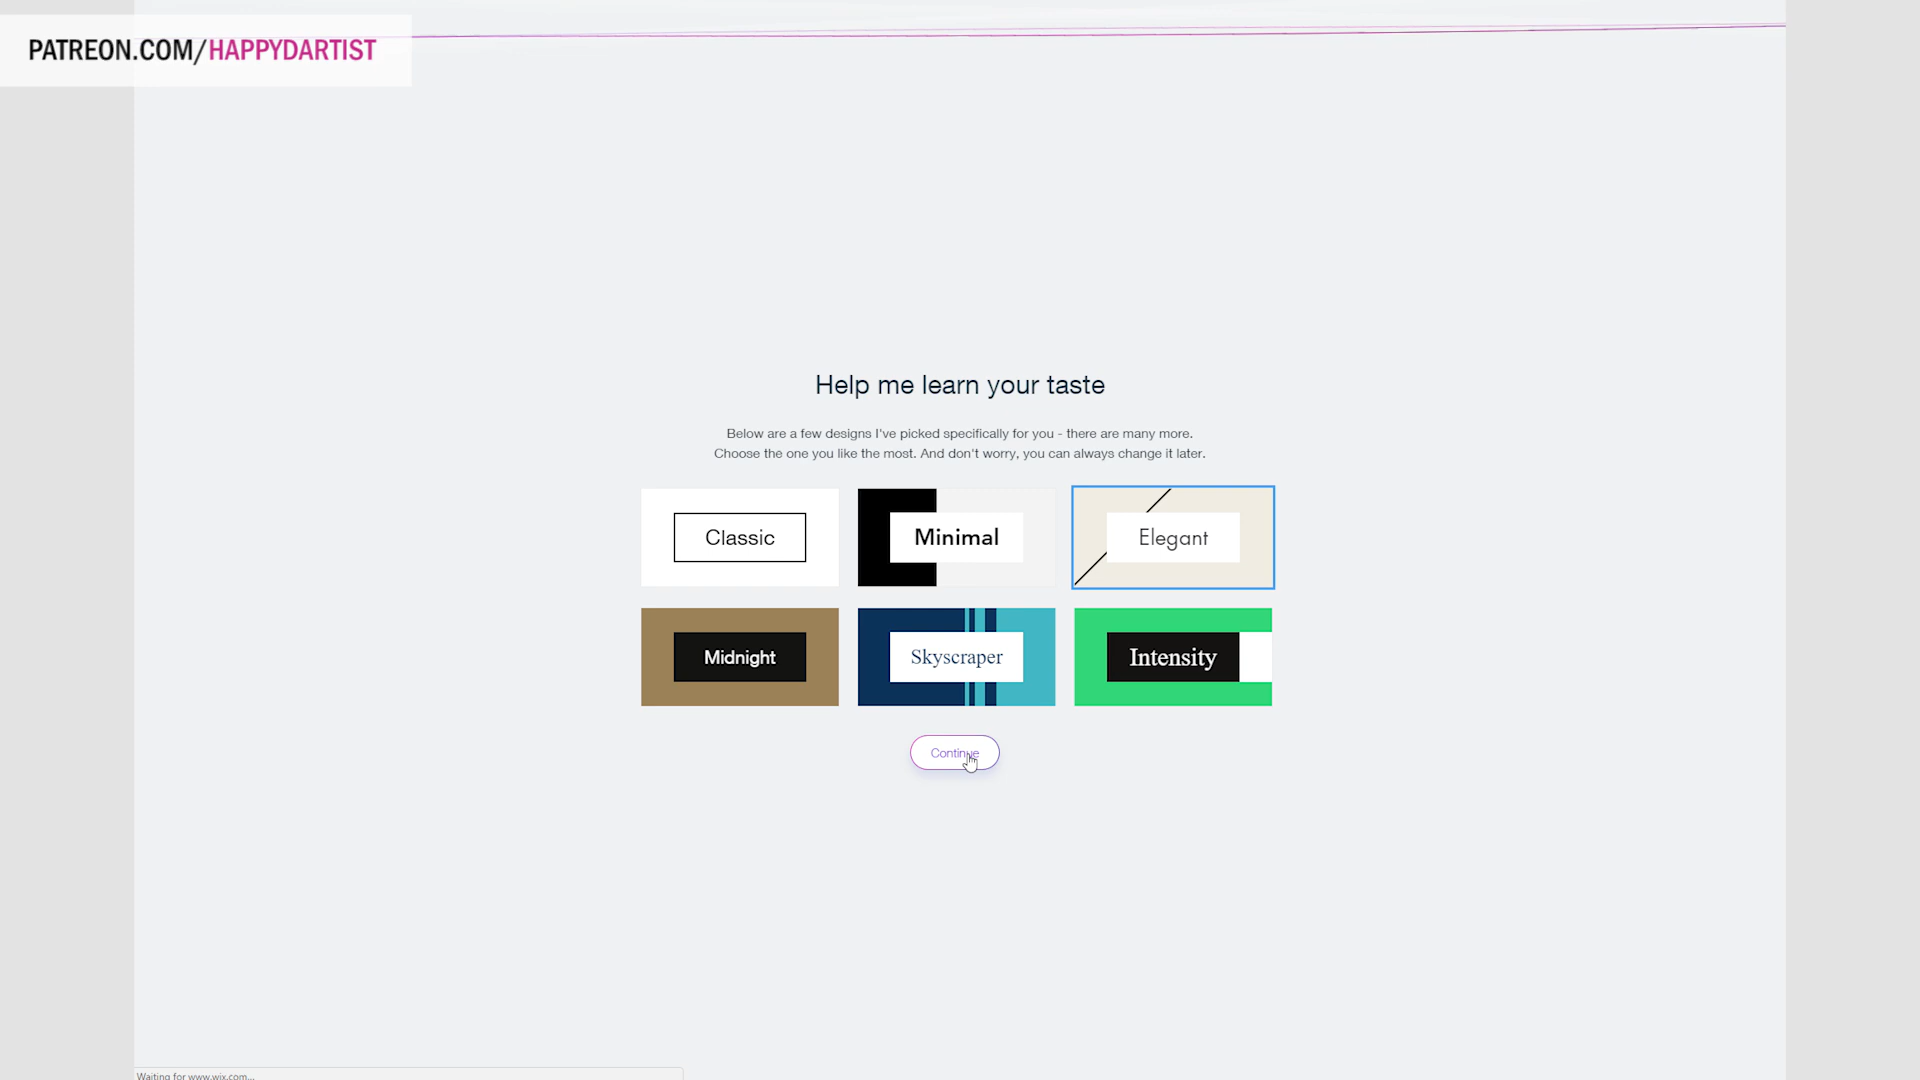 PATREON.COM/HAPPYDARTIST
Help me learn your taste
Below are a few designs I've picked specifically for you - there are many more.
Choose the one you like the most. And don't worry, you can always change it later.
Classic
Minimal
Elegant
Midnight
Skyscraper
Intensity
Continue
Waiting for www.wix.com...